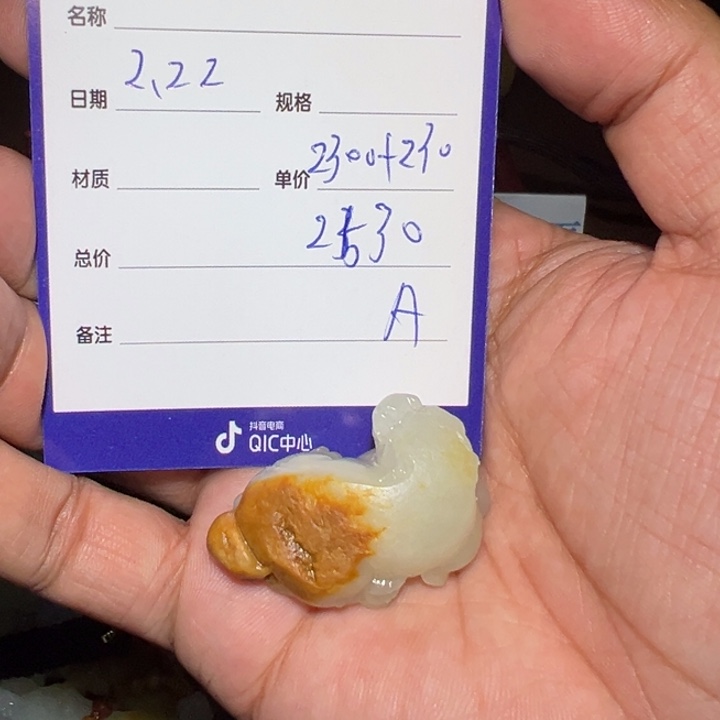 名称
日期 2,22 规格
材质 单价 2300+230
总价 2530
备注 A
抖音电商
QIC中心